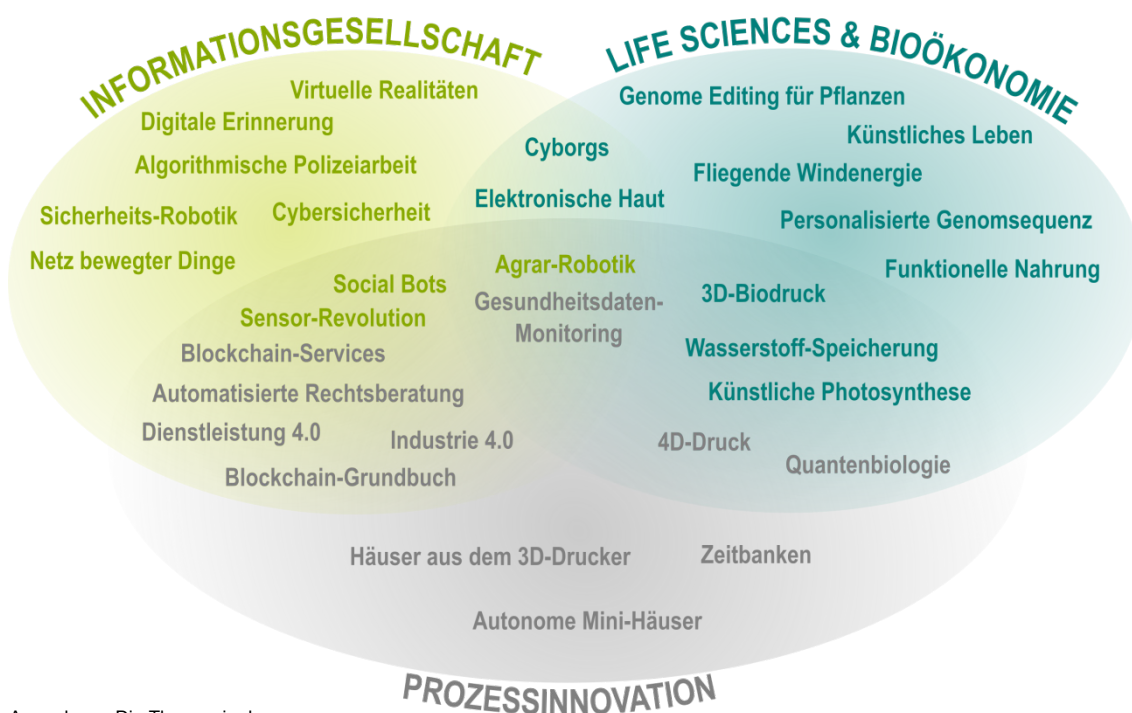 INFORMATIONSGESELLSCHAFT
LIFE SCIENCES & BIOÖKONOMIE
Virtuelle Realitäten
Digitale Erinnerung
Algorithmische Polizeiarbeit
Sicherheits-Robotik
Cybersicherheit
Netz bewegter Dinge
Social Bots
Sensor-Revolution
Blockchain-Services
Automatisierte Rechtsberatung
Dienstleistung 4.0
Industrie 4.0
Blockchain-Grundbuch
Cyborgs
Elektronische Haut
Agrar-Robotik
Gesundheitsdaten-
Monitoring
Genome Editing für Pflanzen
Künstliches Leben
Fliegende Windenergie
Personalisierte Genomsequenz
Funktionelle Nahrung
3D-Biodruck
Wasserstoff-Speicherung
Künstliche Photosynthese
4D-Druck
Quantenbiologie
Häuser aus dem 3D-Drucker
Zeitbanken
Autonome Mini-Häuser
PROZESSINNOVATION